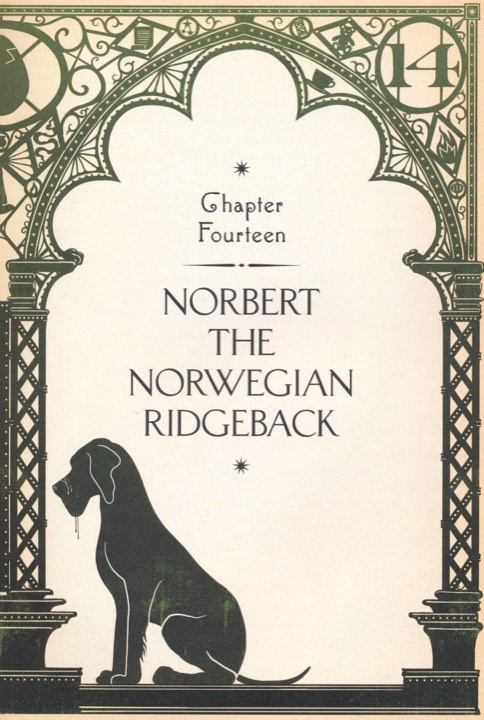 14
Chapter
Fourteen
NORBERT
THE
NORWEGIAN
RIDGEBACK